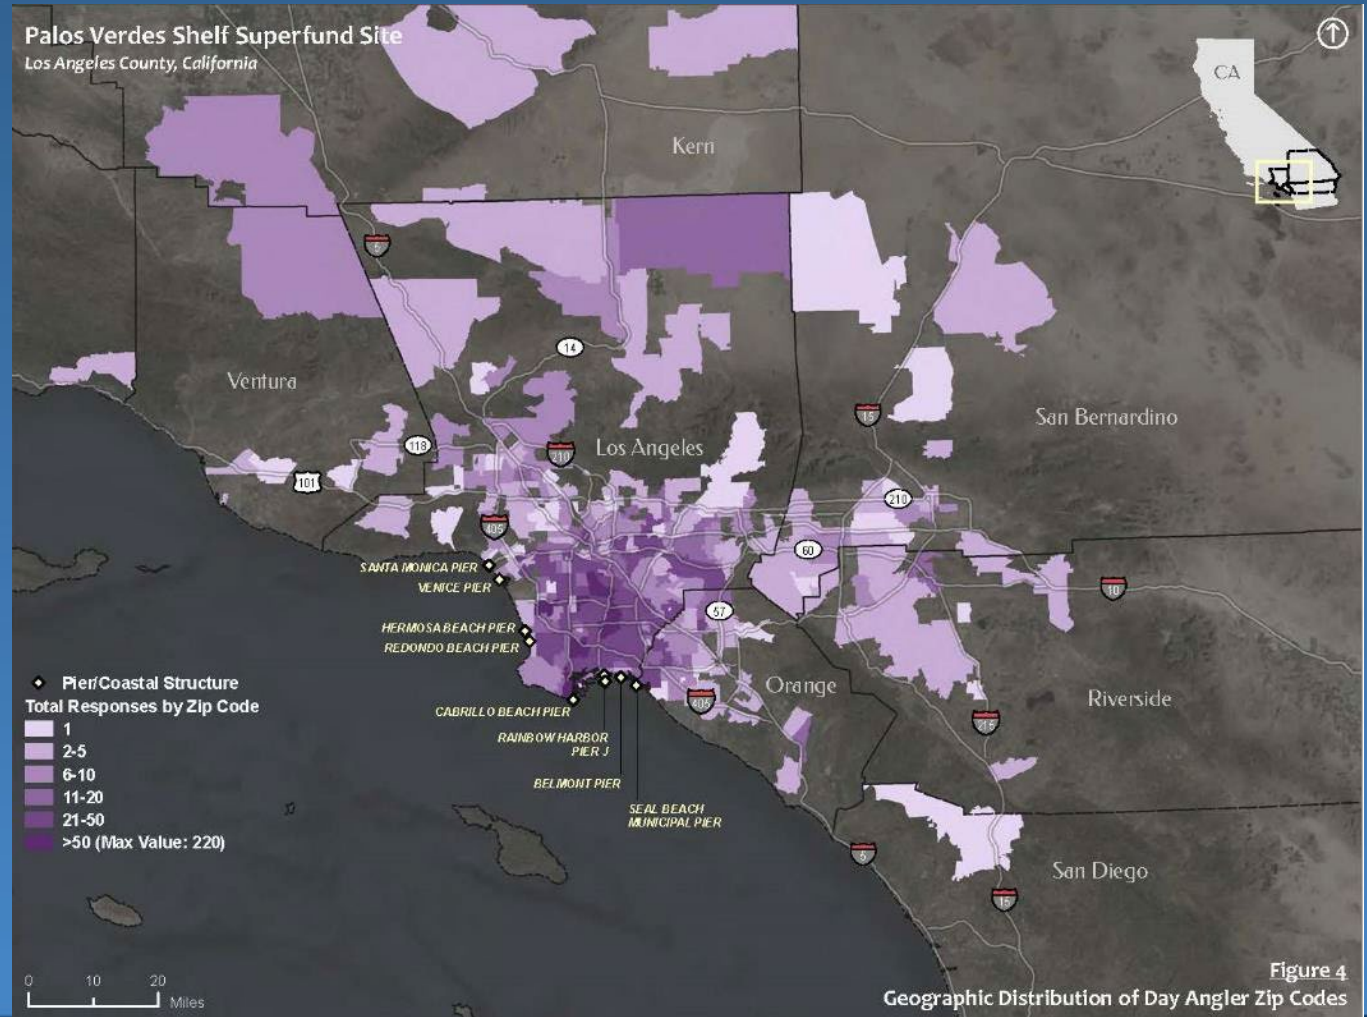 Palos Verdes Shelf Superfund Site
Los Angeles County, California
CA
Kern
5
14
Ventura
15
San Bernardino
118
Los Angeles
210
101
210
405
60
SANTA MONICA PIER
VENICE PIER
10
57
HERMOSA BEACH PIER
REDONDO BEACH PIER
Pier/Coastal Structure
Total Responses by Zip Code
1
2-5
6-10
11-20
21-50
>50 (Max Value: 220)
Orange
405
Riverside
CABRILLO BEACH PIER
215
RAINBOW HARBOR
PIER J
BELMONT PIER
SEAL BEACH
MUNICIPAL PIER
5
San Diego
15
0 10 20
Miles
Figure 4
Geographic Distribution of Day Angler Zip Codes